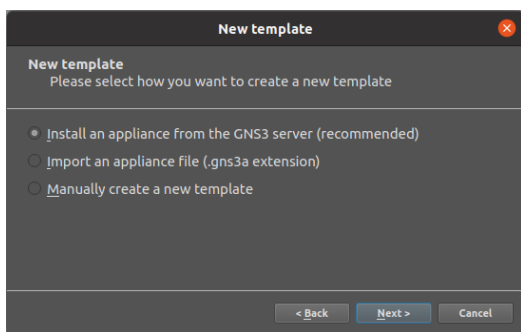 New template
New template
Please select how you want to create a new template
Install an appliance from the GNS3 server (recommended)
Import an appliance file (.gns3a extension)
Manually create a new template
< Back
Next >
Cancel